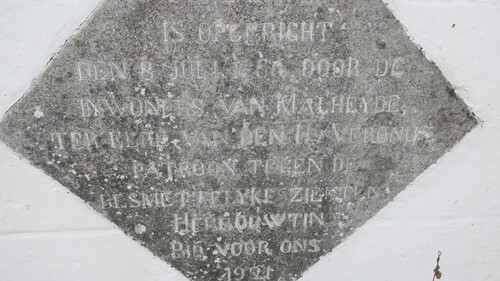 IS OPGERICHT
DEN 8 JULI DOOR DE
INWONERS VAN MALHEYDE,
TER EERE VAN DEN H. VERONUS
PATROON TEGEN DE
BESMETTELYKE ZIEKTEN
HERBOUWT IN
BID VOOR ONS
1921